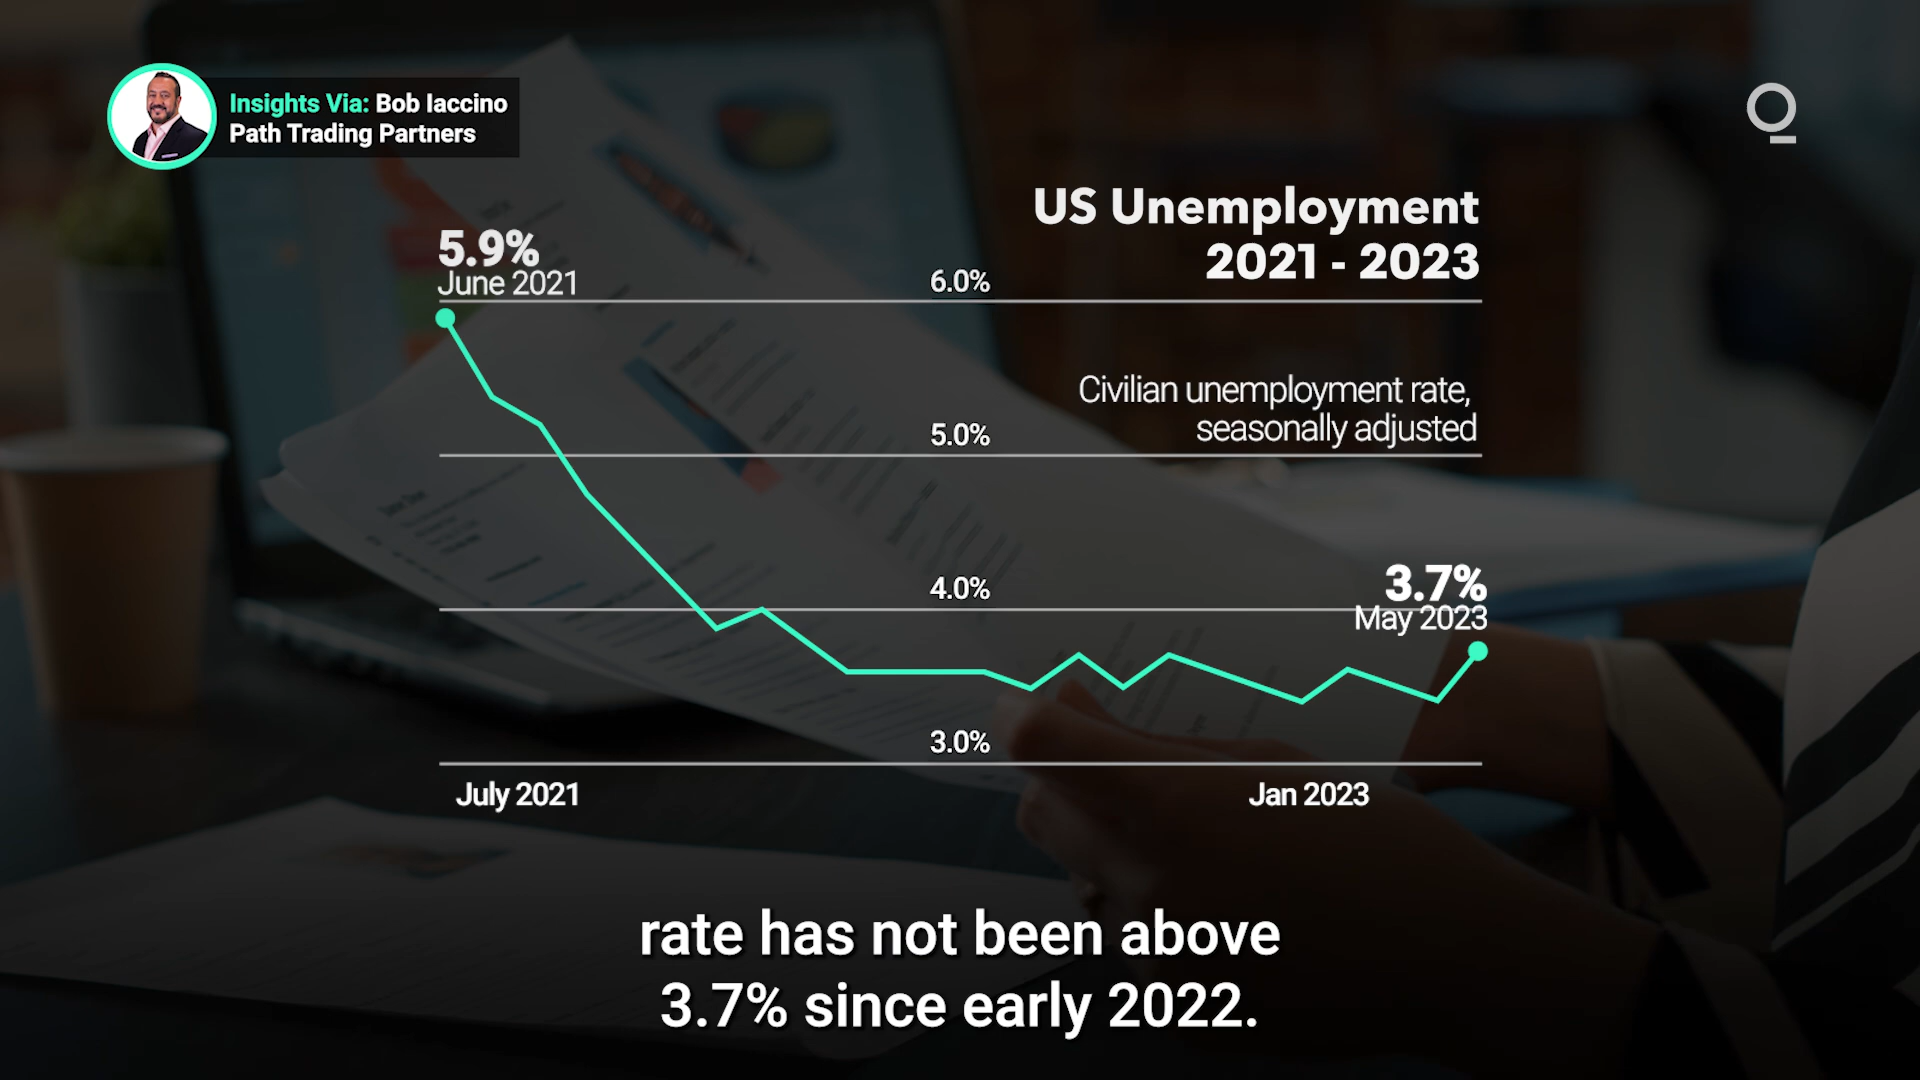 Insights Via: Bob Iaccino
Path Trading Partners
US Unemployment
2021 - 2023
5.9%
June 2021
6.0%
Civilian unemployment rate,
seasonally adjusted
5.0%
4.0%
3.7%
May 2023
3.0%
July 2021
Jan 2023
rate has not been above
3.7% since early 2022.